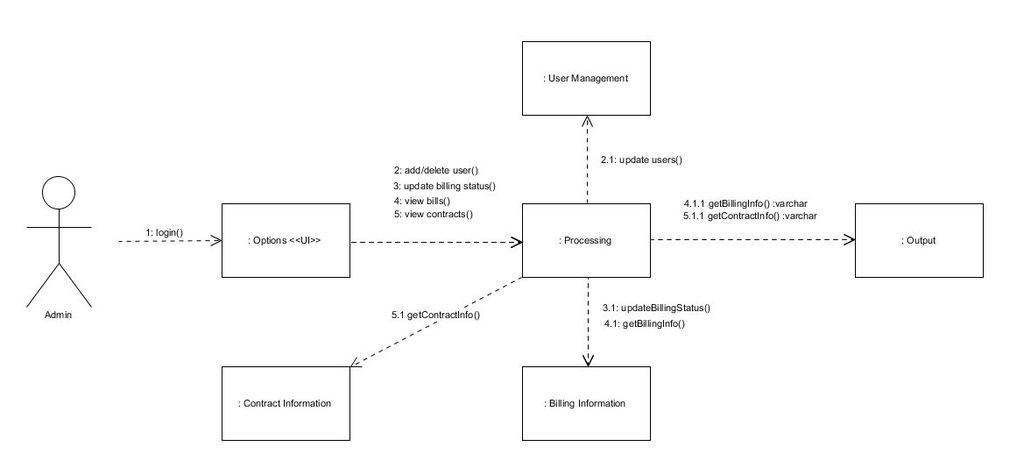 : User Management
2.1: update users()
2: add/delete user()
3: update billing status()
4: view bills()
5: view contracts()
4.1.1 getBillingInfo() :varchar
5.1.1 getContractInfo() :varchar
1: login()
: Options <<UI>>
: Processing
: Output
Admin
5.1 getContractInfo()
3.1: updateBillingStatus()
4.1: getBillingInfo()
: Contract Information
: Billing Information